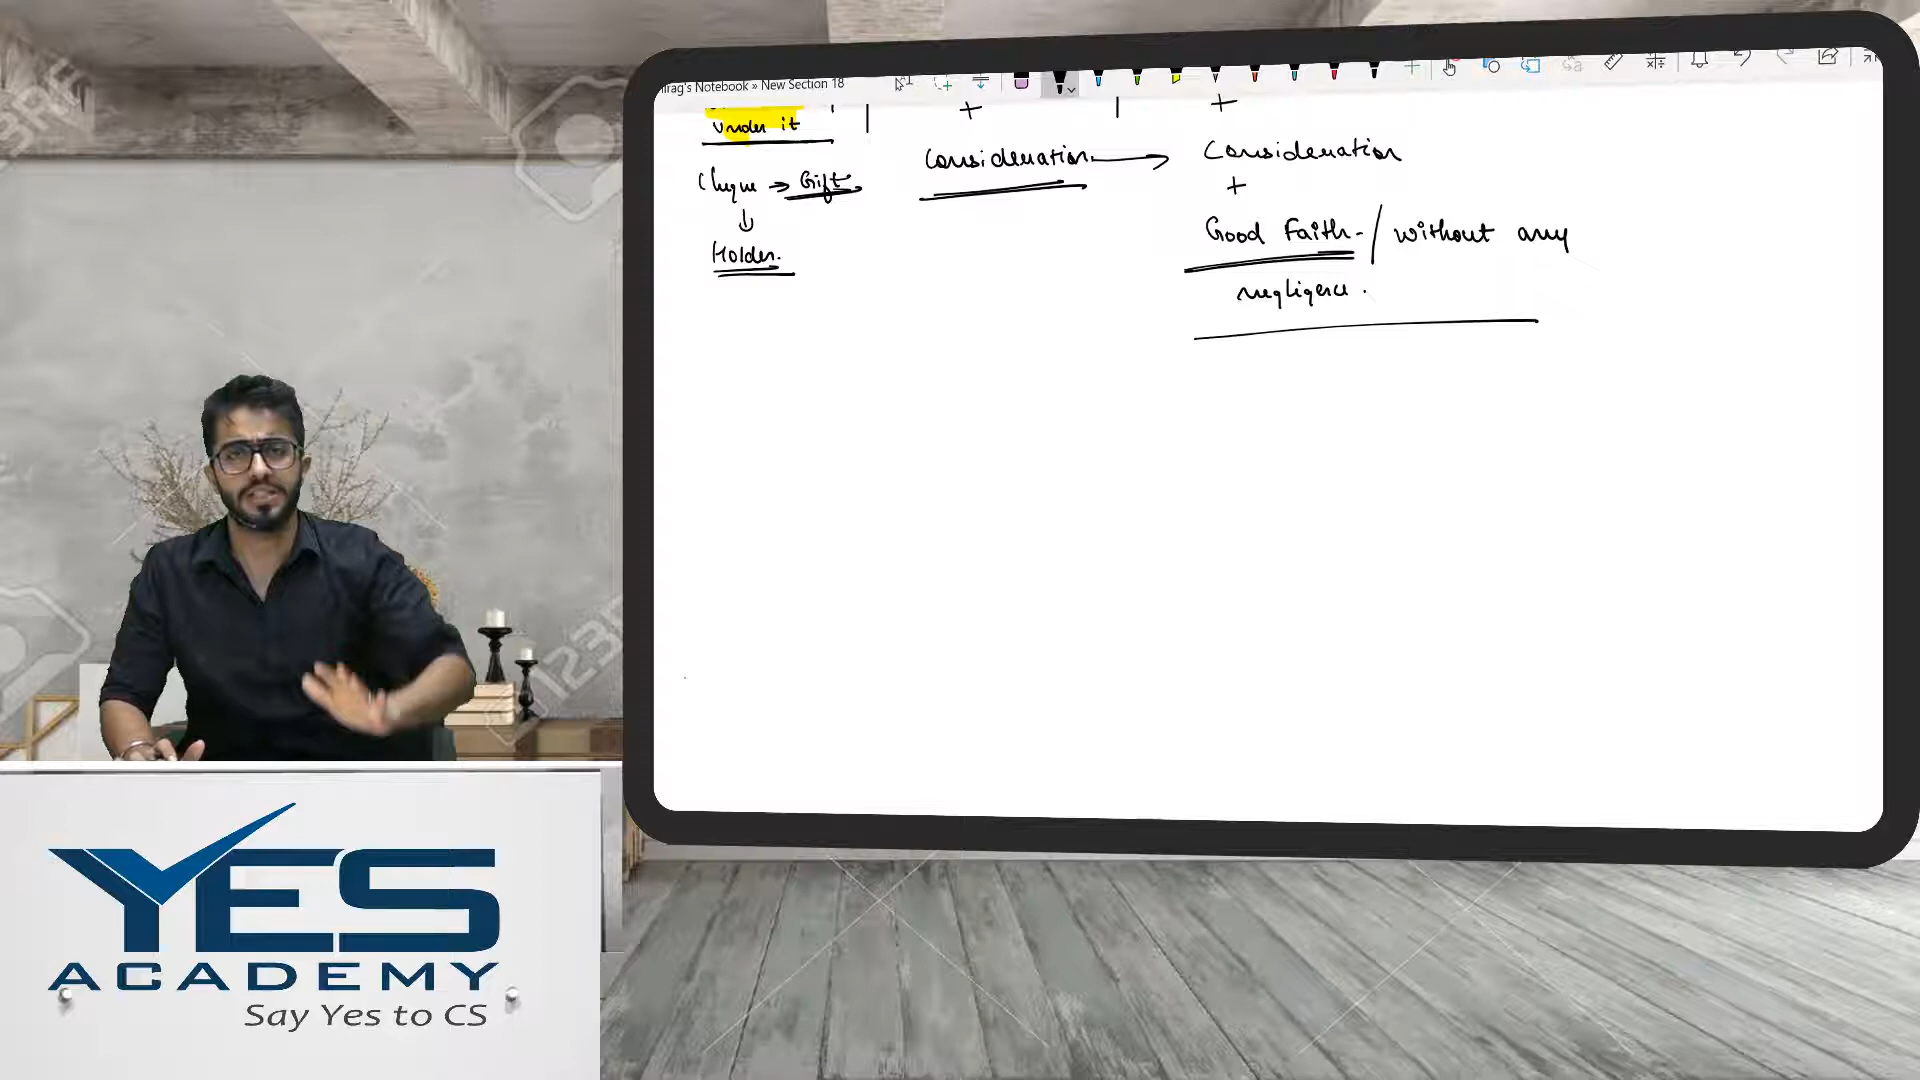 irag's Notebook » New Section 18
under it
+
+
Consideration →
Consideration
Cheque → Gift
+
↓
Good Faith - / without any
Holder.
negligence.
YES
ACADEMY
Say Yes to CS
123RF